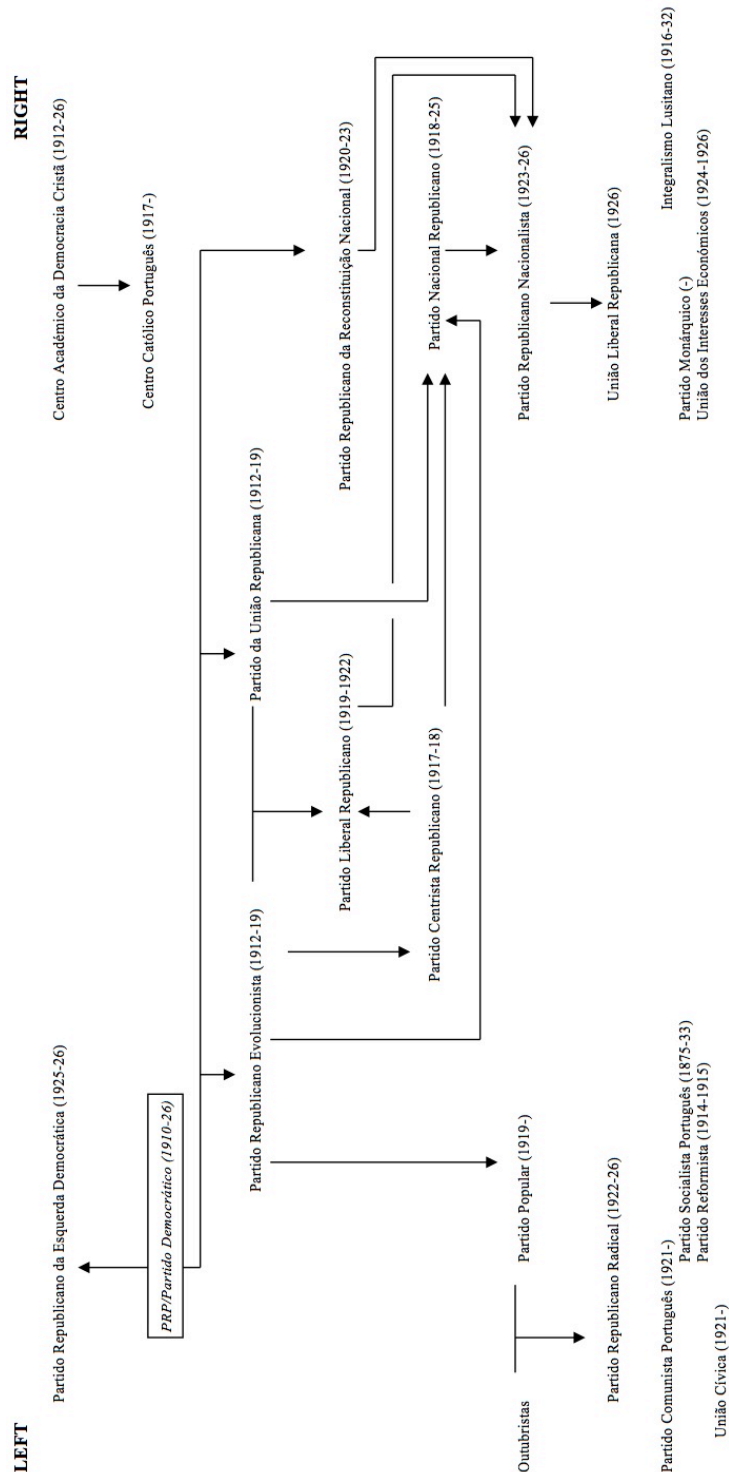 LEFT
RIGHT
Partido Republicano da Esquerda Democrática (1925-26)
Centro Académico da Democracia Cristã (1912-26)
PRP/Partido Democrático (1910-26)
Centro Católico Português (1917-)
Partido Republicano Evolucionista (1912-19)
Partido da União Republicana (1912-19)
Partido Liberal Republicano (1919-1922)
Partido Republicano da Reconstituição Nacional (1920-23)
Partido Centrista Republicano (1917-18)
Partido Nacional Republicano (1918-25)
Outubristas
Partido Popular (1919-)
Partido Republicano Nacionalista (1923-26)
Partido Republicano Radical (1922-26)
União Liberal Republicana (1926)
Partido Comunista Português (1921-)
Partido Socialista Português (1875-33)
Partido Reformista (1914-1915)
União Cívica (1921-)
Partido Monárquico (-)
União dos Interesses Económicos (1924-1926)
Integralismo Lusitano (1916-32)